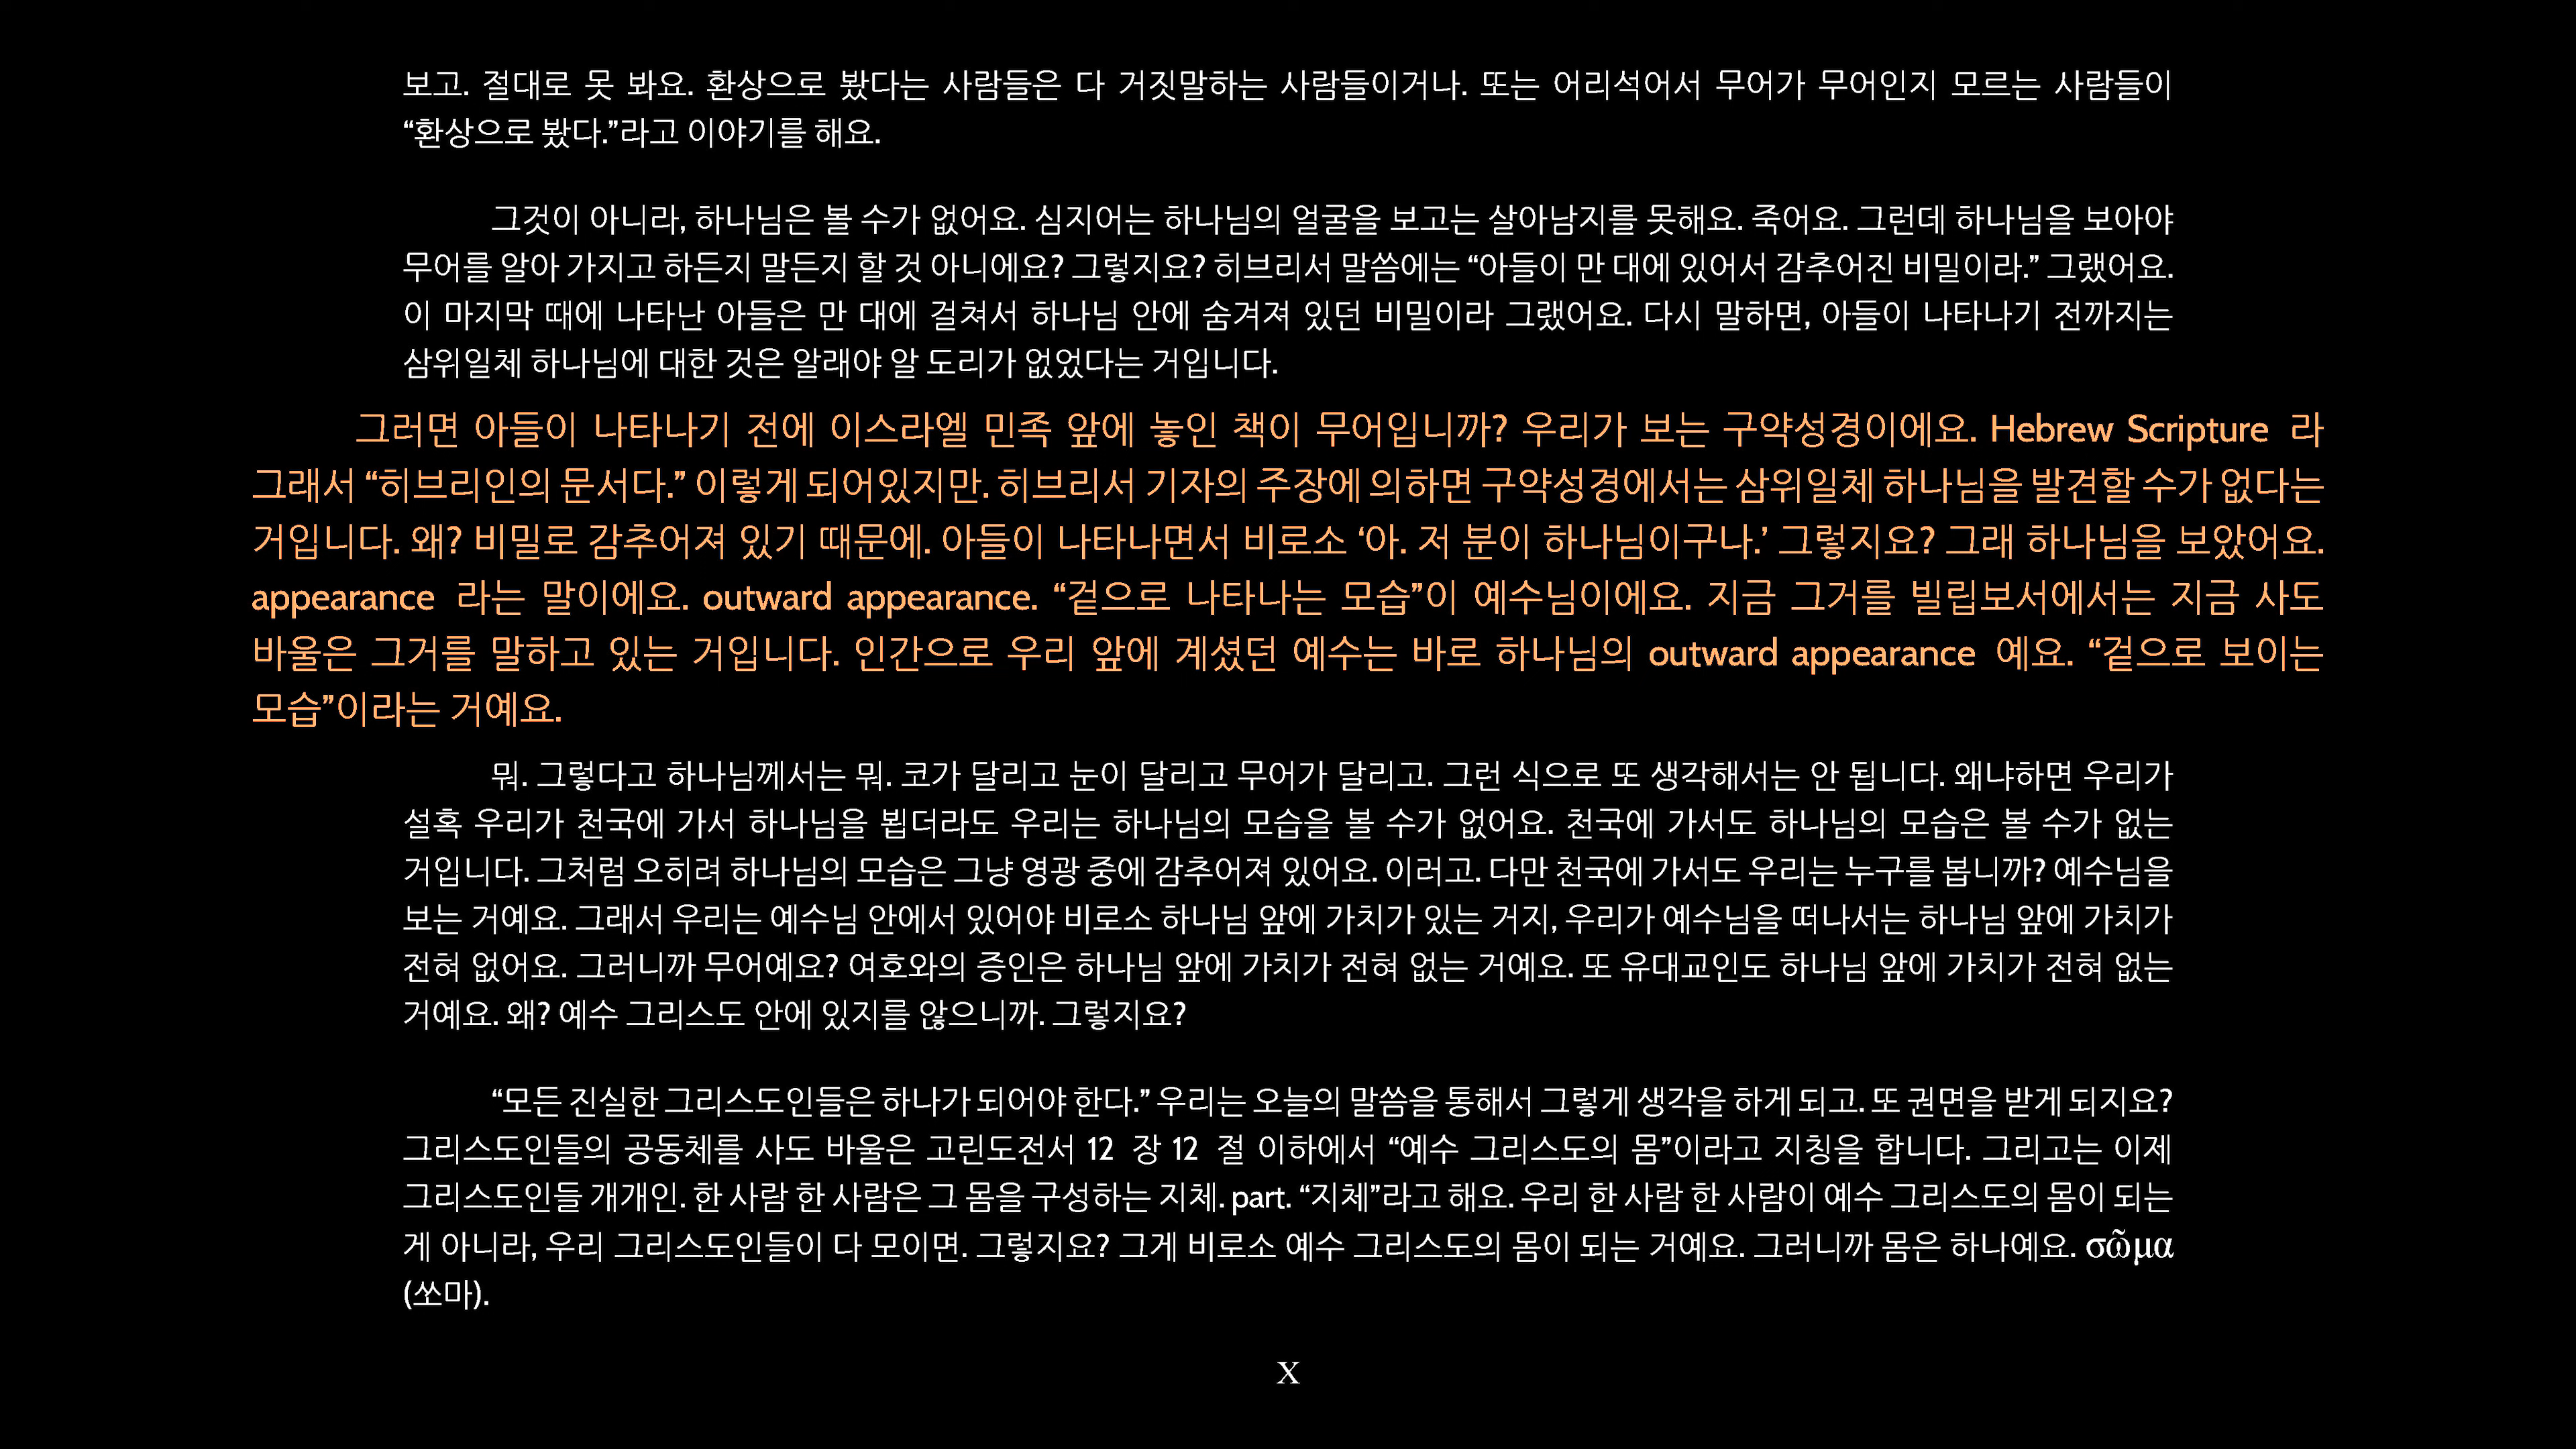 보고. 절대로 못 봐요. 환상으로 봤다는 사람들은 다 거짓말하는 사람들이거나. 또는 어리석어서 무어가 무어인지 모르는 사람들이
“환상으로 봤다.”라고 이야기를 해요.
그것이 아니라, 하나님은 볼 수가 없어요. 심지어는 하나님의 얼굴을 보고는 살아남지를 못해요. 죽어요. 그런데 하나님을 보아야
무어를 알아 가지고 하든지 말든지 할 것 아니에요? 그렇지요? 히브리서 말씀에는 “아들이 만 대에 있어서 감추어진 비밀이라.” 그랬어요.
이 마지막 때에 나타난 아들은 만 대에 걸쳐서 하나님 안에 숨겨져 있던 비밀이라 그랬어요. 다시 말하면, 아들이 나타나기 전까지는
삼위일체 하나님에 대한 것은 알래야 알 도리가 없었다는 거입니다.
그러면 아들이 나타나기 전에 이스라엘 민족 앞에 놓인 책이 무어입니까? 우리가 보는 구약성경이에요. Hebrew Scripture 라
그래서 “히브리인의 문서다.” 이렇게 되어있지만. 히브리서 기자의 주장에 의하면 구약성경에서는 삼위일체 하나님을 발견할 수가 없다는
거입니다. 왜? 비밀로 감추어져 있기 때문에. 아들이 나타나면서 비로소 ‘아. 저 분이 하나님이구나.’ 그렇지요? 그래 하나님을 보았어요.
appearance 라는 말이에요. outward appearance. “겉으로 나타나는 모습”이 예수님이에요. 지금 그거를 빌립보서에서는 지금 사도
바울은 그거를 말하고 있는 거입니다. 인간으로 우리 앞에 계셨던 예수는 바로 하나님의 outward appearance 예요. “겉으로 보이는
모습”이라는 거예요.
뭐. 그렇다고 하나님께서는 뭐. 코가 달리고 눈이 달리고 무어가 달리고. 그런 식으로 또 생각해서는 안 됩니다. 왜냐하면 우리가
설혹 우리가 천국에 가서 하나님을 뵙더라도 우리는 하나님의 모습을 볼 수가 없어요. 천국에 가서도 하나님의 모습은 볼 수가 없는
거입니다. 그처럼 오히려 하나님의 모습은 그냥 영광 중에 감추어져 있어요. 이러고. 다만 천국에 가서도 우리는 누구를 봅니까? 예수님을
보는 거예요. 그래서 우리는 예수님 안에서 있어야 비로소 하나님 앞에 가치가 있는 거지, 우리가 예수님을 떠나서는 하나님 앞에 가치가
전혀 없어요. 그러니까 무어예요? 여호와의 증인은 하나님 앞에 가치가 전혀 없는 거예요. 또 유대교인도 하나님 앞에 가치가 전혀 없는
거예요. 왜? 예수 그리스도 안에 있지를 않으니까. 그렇지요?
“모든 진실한 그리스도인들은 하나가 되어야 한다.” 우리는 오늘의 말씀을 통해서 그렇게 생각을 하게 되고. 또 권면을 받게 되지요?
그리스도인들의 공동체를 사도 바울은 고린도전서 12 장 12 절 이하에서 “예수 그리스도의 몸”이라고 지칭을 합니다. 그리고는 이제
그리스도인들 개개인. 한 사람 한 사람은 그 몸을 구성하는 지체. part. “지체”라고 해요. 우리 한 사람 한 사람이 예수 그리스도의 몸이 되는
게 아니라, 우리 그리스도인들이 다 모이면. 그렇지요? 그게 비로소 예수 그리스도의 몸이 되는 거예요. 그러니까 몸은 하나예요. σῶμα
(쏘마).
X